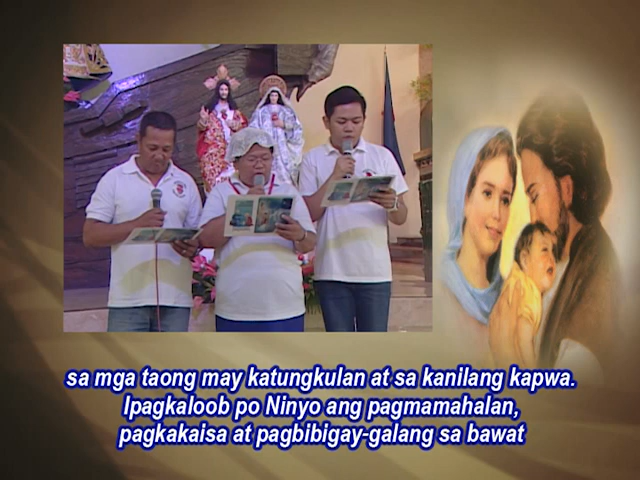 sa mga taong may katungkulan at sa kanilang kapwa.
Ipagkaloob po Ninyo ang pagmamahalan,
pagkakaisa at pagbibigay-galang sa bawat